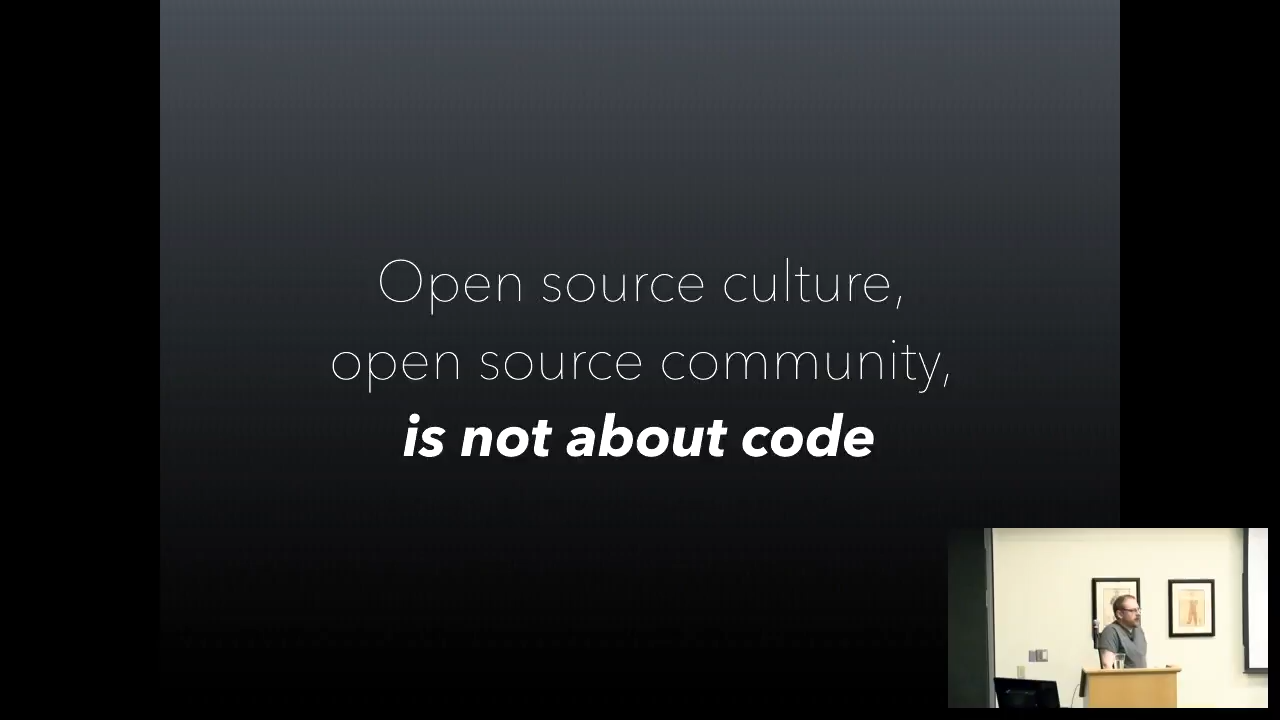 Open source culture,
open source community,
is not about code